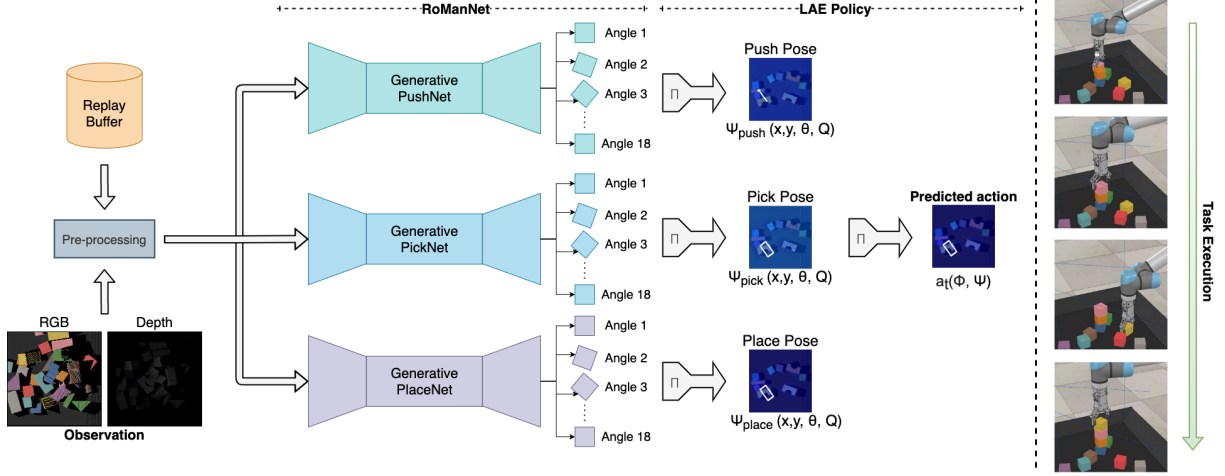 RoManNet
LAE Policy
Replay
Buffer
Pre-processing
RGB
Depth
Observation
Generative
PushNet
Angle 1
Angle 2
Angle 3
Angle 18
Π
Push Pose
Ψpush (x,y, θ, Q)
Generative
PickNet
Angle 1
Angle 2
Angle 3
Angle 18
Π
Pick Pose
Ψpick (x,y, θ, Q)
Π
Predicted action
at(Φ, Ψ)
Generative
PlaceNet
Angle 1
Angle 2
Angle 3
Angle 18
Π
Place Pose
Ψplace (x,y, θ, Q)
Task Execution